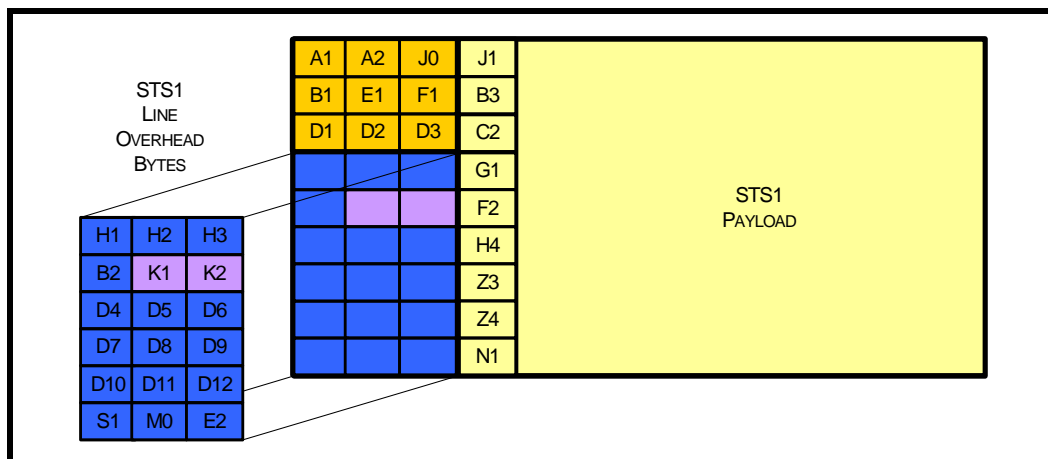 STS1
LINE
OVERHEAD
BYTES
A1 A2 J0 J1
B1 E1 F1 B3
D1 D2 D3 C2
G1
F2
H4
Z3
Z4
N1
STS1
PAYLOAD
H1 H2 H3
B2 K1 K2
D4 D5 D6
D7 D8 D9
D10 D11 D12
S1 M0 E2